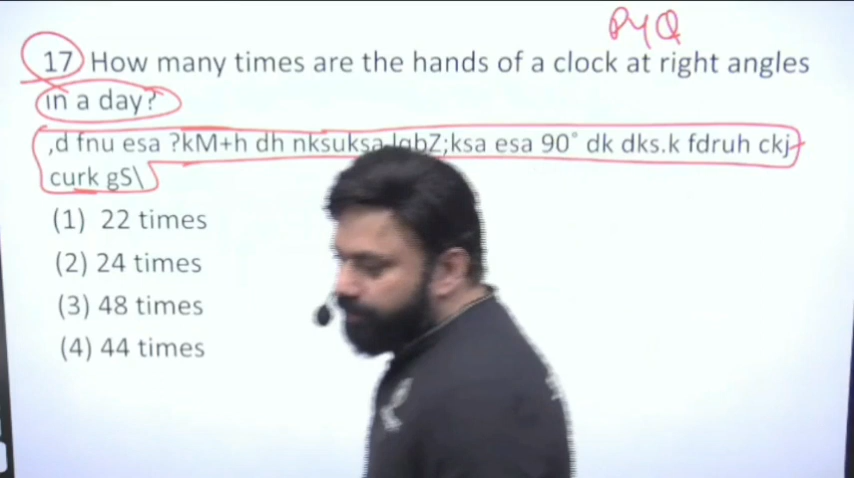 PYQ
17 How many times are the hands of a clock at right angles
in a day?
,d fnu esa ?kM+h dh nksuksa lqbZ;ksa esa 90° dk dks.k fdruh ckj
curk gS\
(1) 22 times
(2) 24 times
(3) 48 times
(4) 44 times